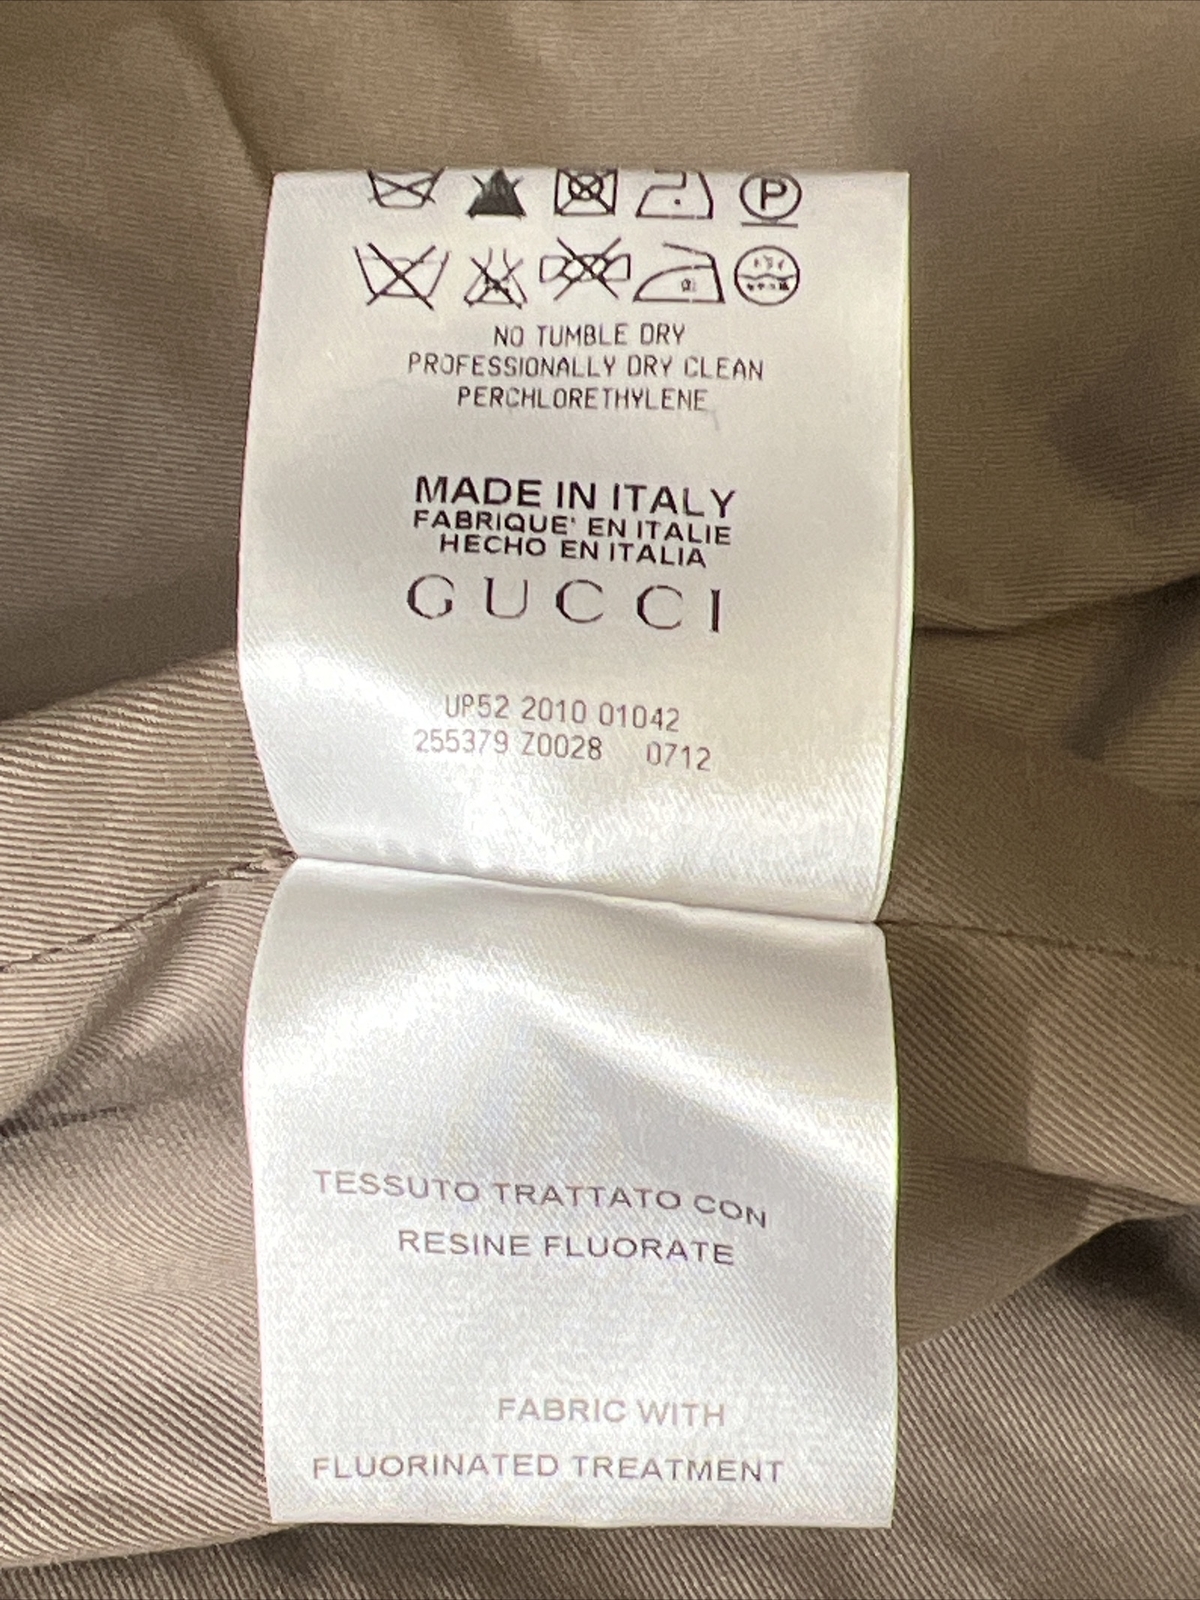 P
NO TUMBLE DRY
PROFESSIONALLY DRY CLEAN
PERCHLORETHYLENE
MADE IN ITALY
FABRIQUE' EN ITALIE
HECHO EN ITALIA
GUCCI
UP52 2010 01042
255379 Z0028 0712
TESSUTO TRATTATO CON
RESINE FLUORATE
FABRIC WITH
FLUORINATED TREATMENT